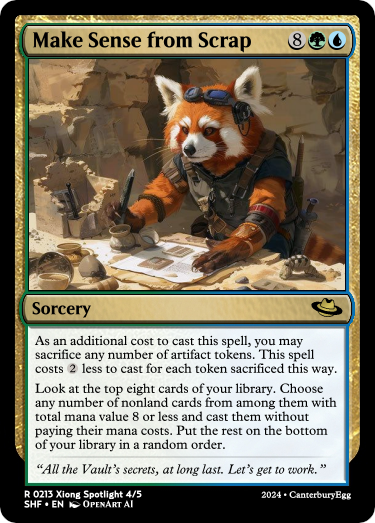 Make Sense from Scrap 8
Sorcery
As an additional cost to cast this spell, you may
sacrifice any number of artifact tokens. This spell
costs 2 less to cast for each token sacrificed this way.
Look at the top eight cards of your library. Choose
any number of nonland cards from among them with
total mana value 8 or less and cast them without
paying their mana costs. Put the rest on the bottom
of your library in a random order.
“All the Vault's secrets, at long last. Let's get to work.”
R 0213 Xiong Spotlight 4/5
SHF • EN OpenArt AI
2024 • CanterburyEgg